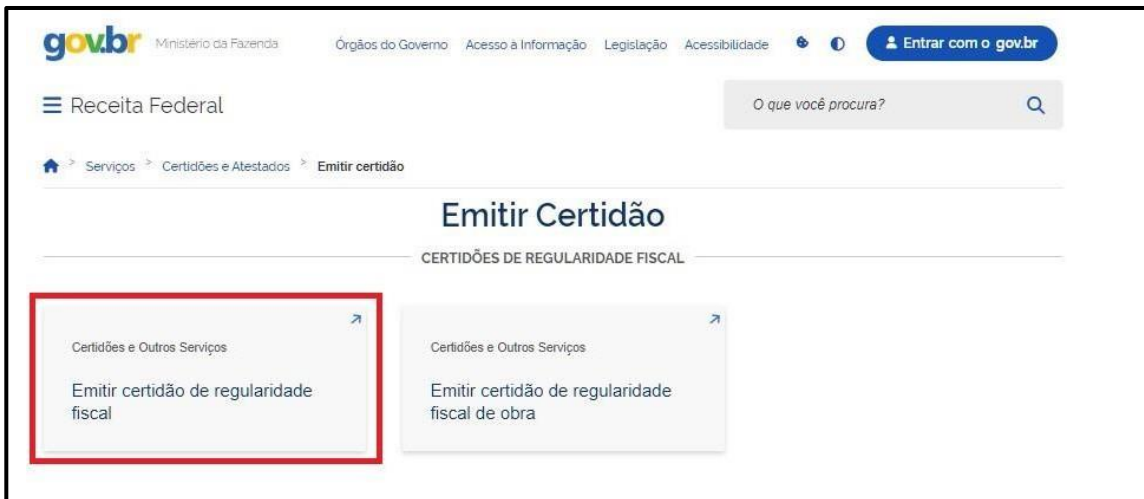 gov.br Ministério da Fazenda Órgãos do Governo Acesso à Informação Legislação Acessibilidade Entrar com o gov.br
Receita Federal O que você procura?
> Serviços > Certidões e Atestados > Emitir certidão
Emitir Certidão
CERTIDÕES DE REGULARIDADE FISCAL
Certidões e Outros Serviços
Emitir certidão de regularidade
fiscal
Certidões e Outros Serviços
Emitir certidão de regularidade
fiscal de obra